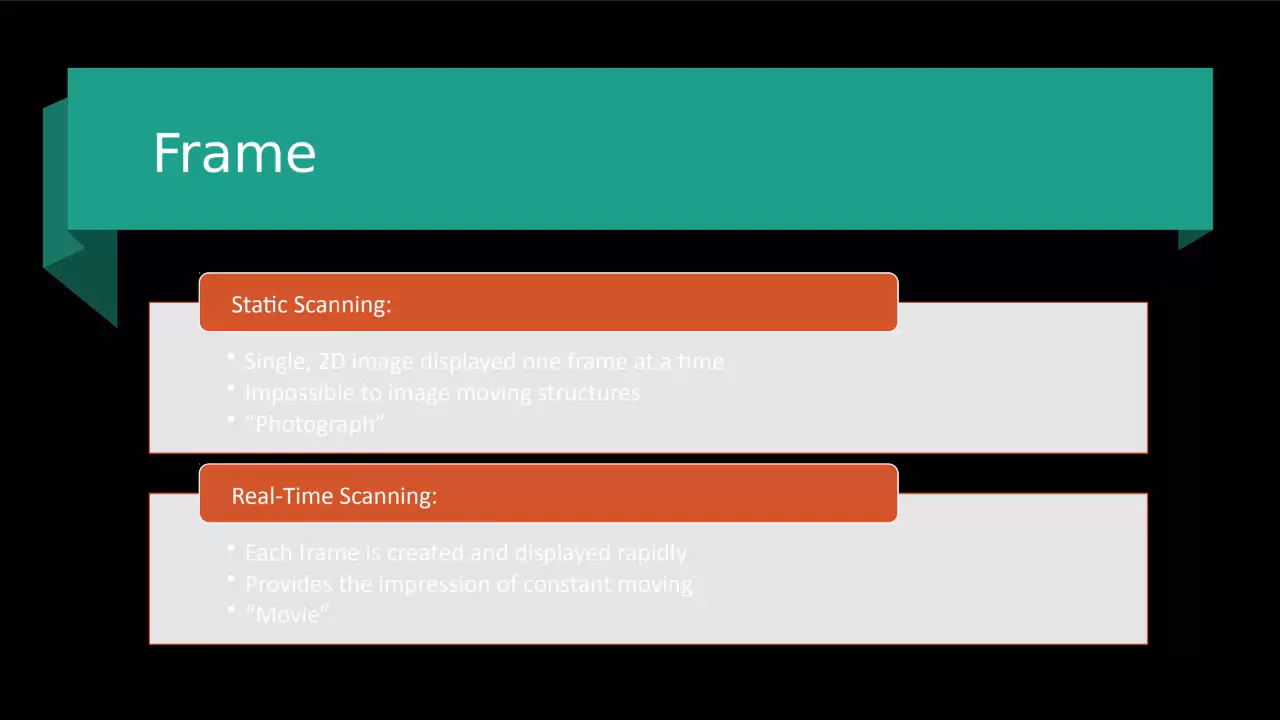 Frame
Static Scanning:
• Single, 2D image displayed one frame at a time
• Impossible to image moving structures
• “Photograph”
Real-Time Scanning:
• Each frame is created and displayed rapidly
• Provides the impression of constant moving
• “Movie”